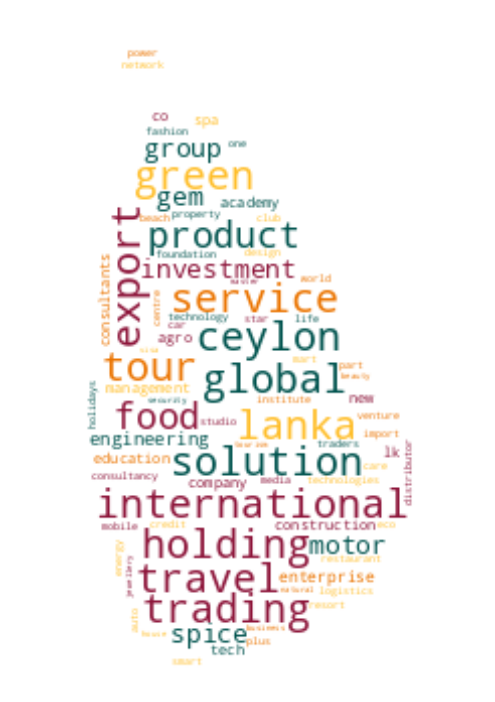 power
network
co
spa
fashion
group
one
green
gem
academy
property
beach
club
export
product
foundation
design
investment
consultants
world
water
service
centre
technology
star
life
car
ceylon
agro
tour
mart
part
beauty
global
management
holidays
security
institute
new
food
studio
lanka
venture
import
engineering
tourism
traders
lk
distributor
education
solution
care
consultancy
company
media
technologies
international
mobile
credit
construction
eco
holding
motor
restaurant
energy
jewellery
travel
enterprise
natural
logistics
trading
resort
auto
house
spice
business
plus
tech
smart